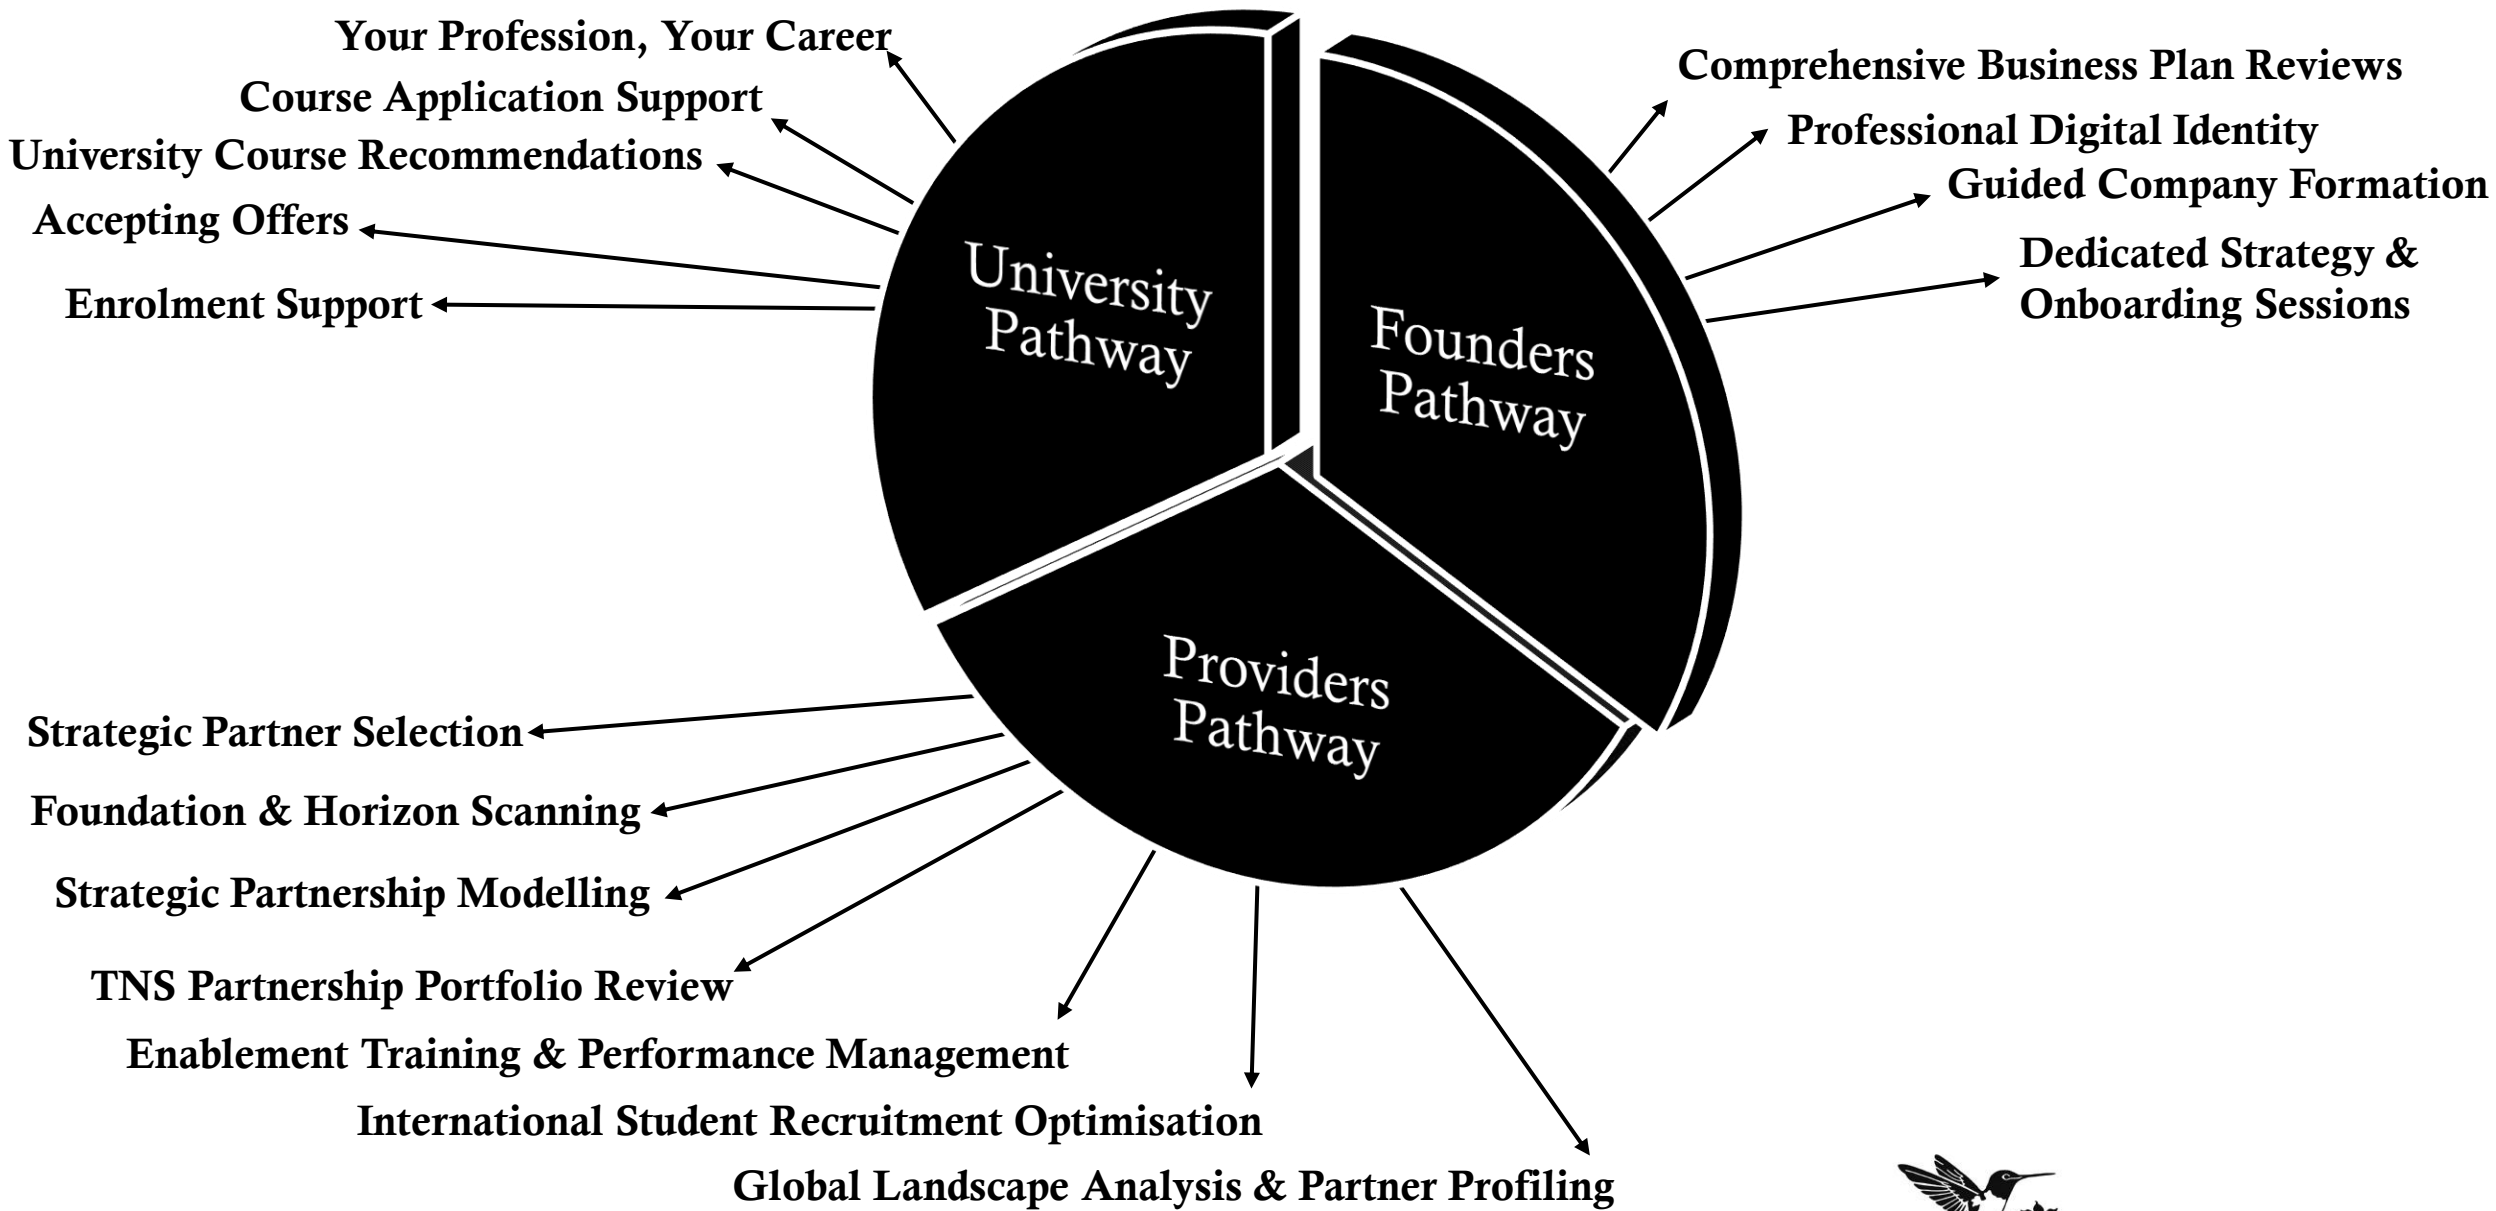 Your Profession, Your Career
Course Application Support
University Course Recommendations
Accepting Offers
Enrolment Support
University
Pathway
Comprehensive Business Plan Reviews
Professional Digital Identity
Guided Company Formation
Dedicated Strategy &
Onboarding Sessions
Founders
Pathway
Providers
Pathway
Strategic Partner Selection
Foundation & Horizon Scanning
Strategic Partnership Modelling
TNS Partnership Portfolio Review
Enablement Training & Performance Management
International Student Recruitment Optimisation
Global Landscape Analysis & Partner Profiling